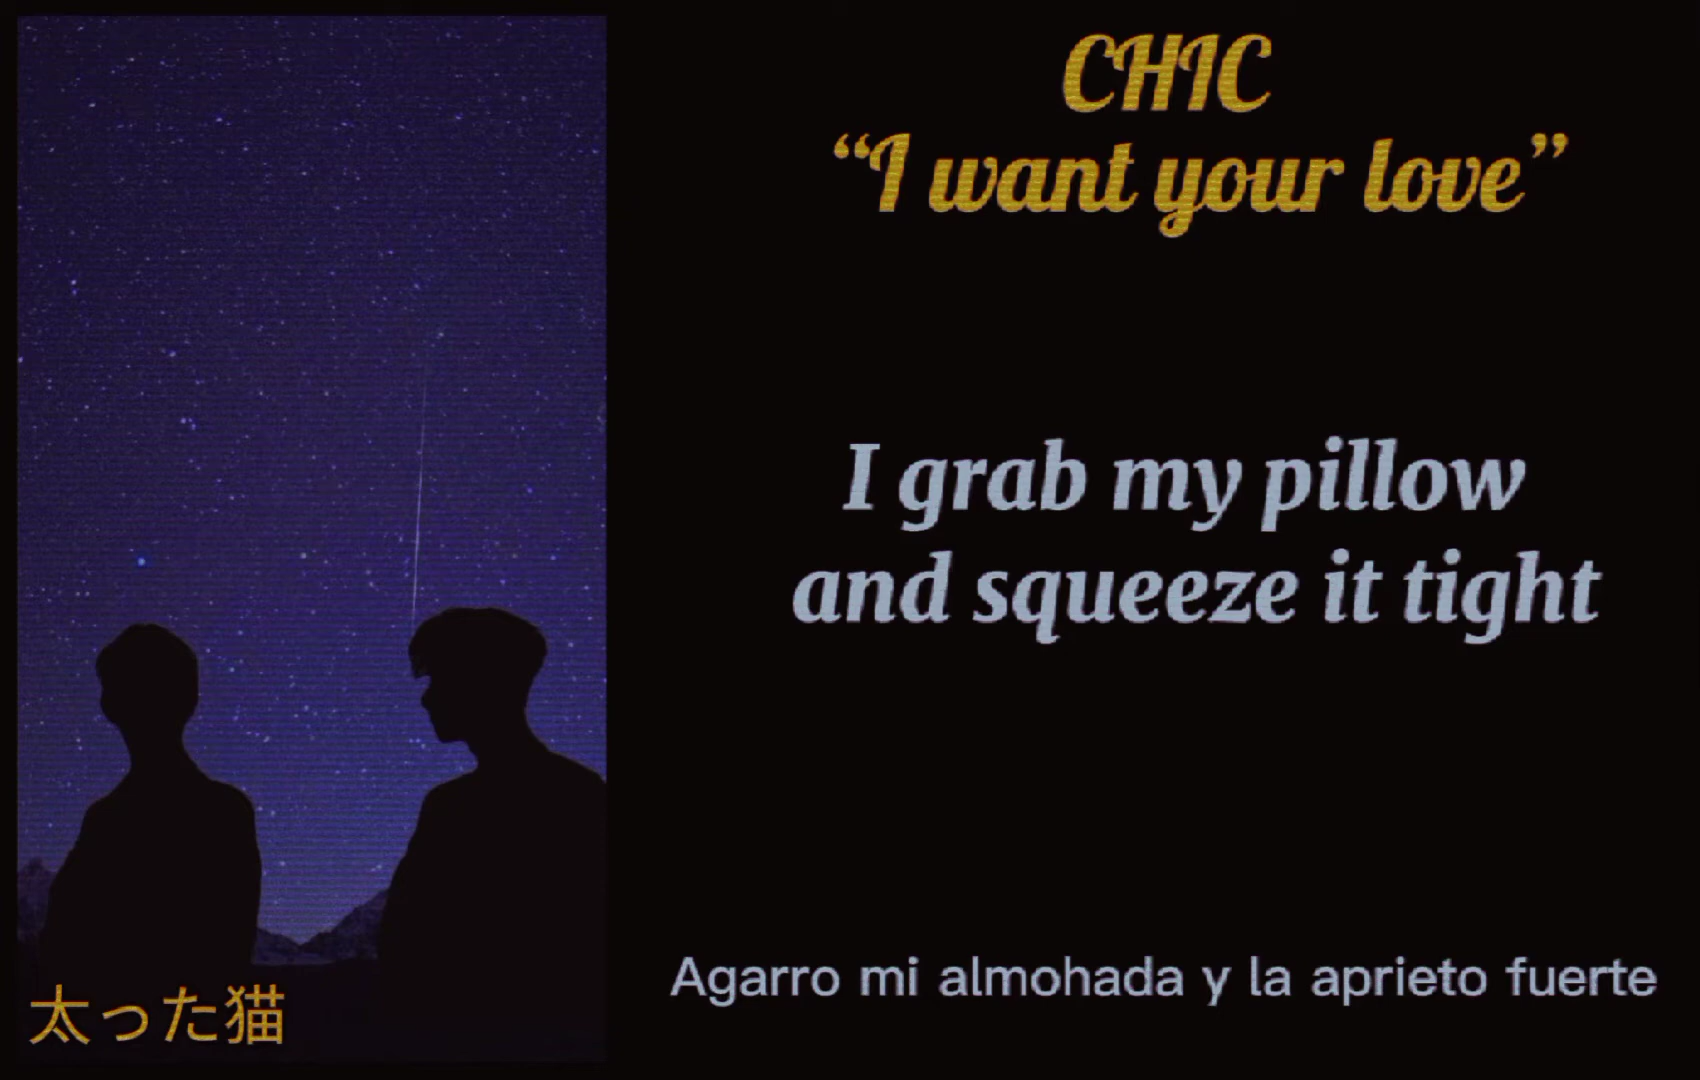 CHIC
“I want your love”
I grab my pillow
and squeeze it tight
Agarro mi almohada y la aprieto fuerte
太った猫